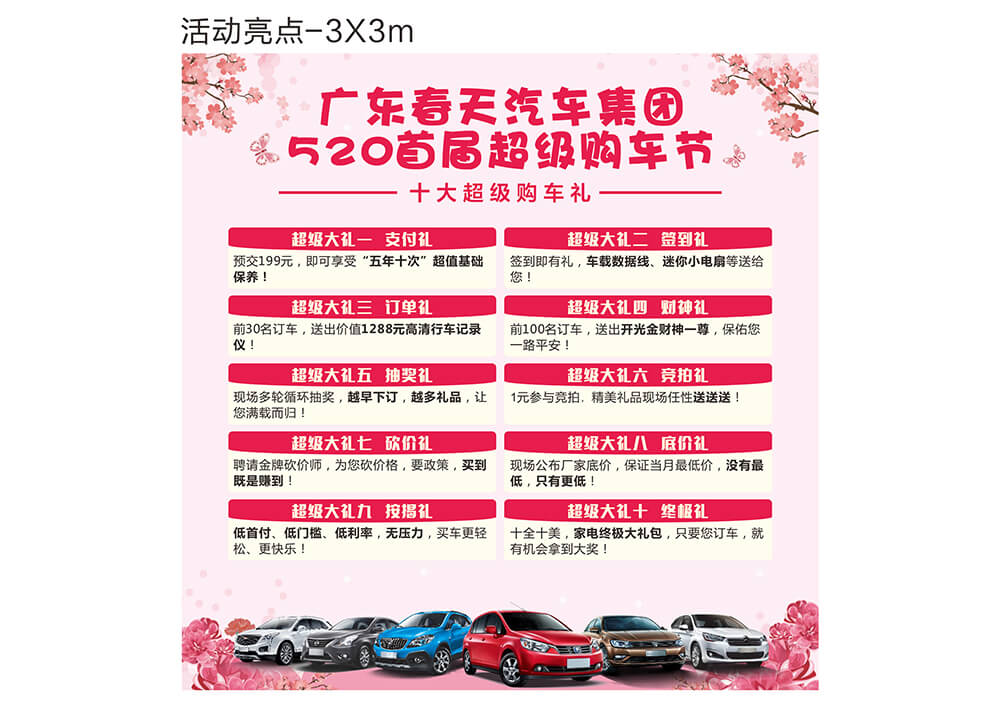 活动亮点-3X3m
广东春天汽车集团
520首届超级购车节
十大超级购车礼
超级大礼一 支付礼
预交199元，即可享受“五年十次”超值基础
保养！
超级大礼二 签到礼
签到即有礼，车载数据线、迷你小电扇等送给
您！
超级大礼三 订单礼
前30名订车，送出价值1288元高清行车记录
仪！
超级大礼四 财神礼
前100名订车，送出开光金财神一尊，保佑您
一路平安！
超级大礼五 抽奖礼
现场多轮循环抽奖，越早下订，越多礼品，让
您满载而归！
超级大礼六 竞拍礼
1元参与竞拍．精美礼品现场任性送送送！
超级大礼七 砍价礼
聘请金牌砍价师，为您砍价格，要政策，买到
既是赚到！
超级大礼八 底价礼
现场公布厂家底价，保证当月最低价，没有最
低，只有更低！
超级大礼九 按揭礼
低首付、低门槛、低利率，无压力，买车更轻
松、更快乐！
超级大礼十 终极礼
十全十美，家电终极大礼包，只要您订车，就
有机会拿到大奖！